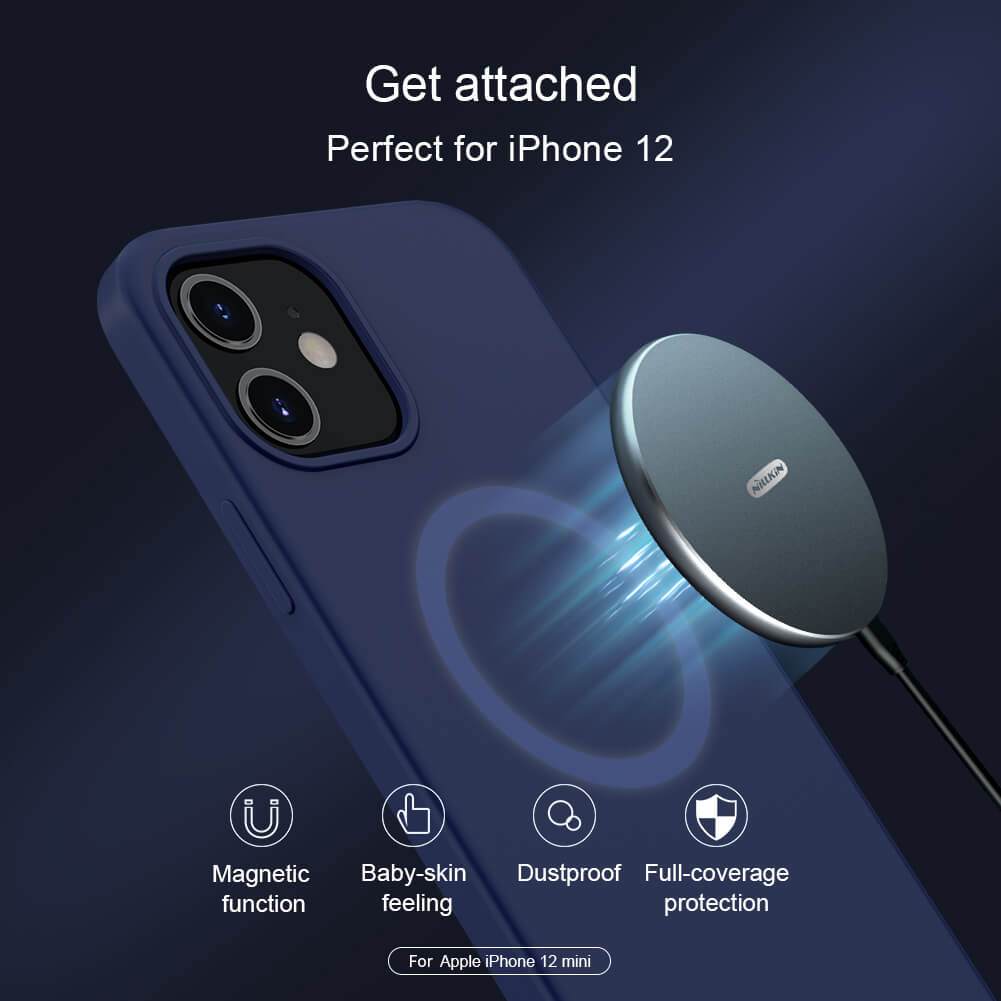 Get attached
Perfect for iPhone 12
NILLKIN
Magnetic
function
Baby-skin
feeling
Dustproof
Full-coverage
protection
For Apple iPhone 12 mini